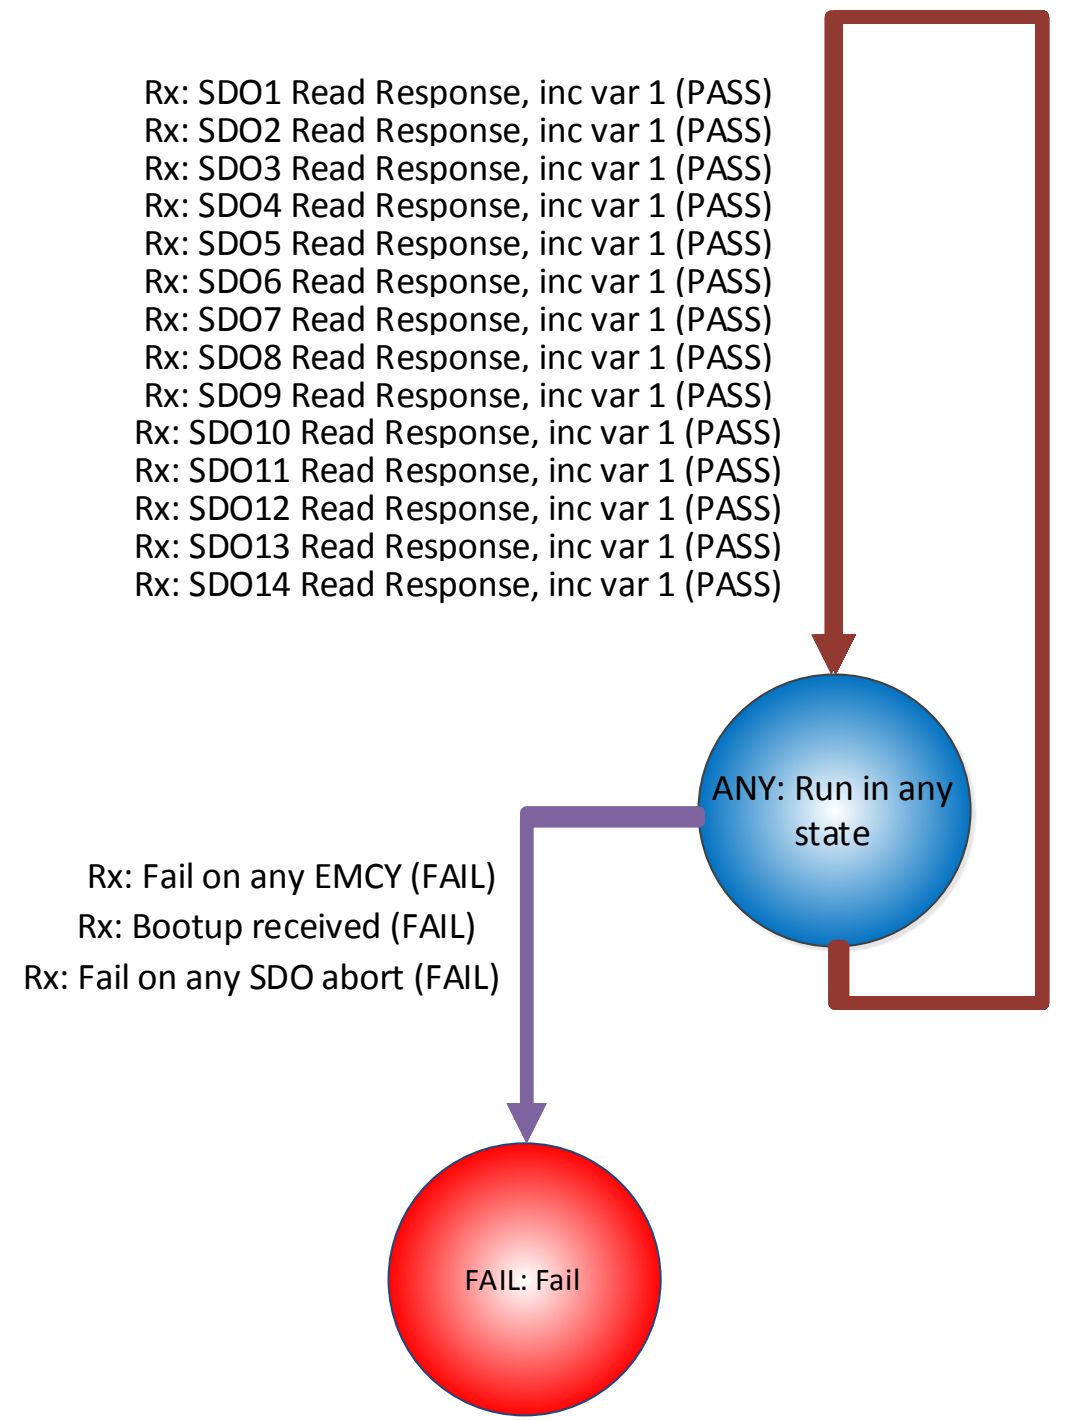 Rx: SDO1 Read Response, inc var 1 (PASS)
Rx: SDO2 Read Response, inc var 1 (PASS)
Rx: SDO3 Read Response, inc var 1 (PASS)
Rx: SDO4 Read Response, inc var 1 (PASS)
Rx: SDO5 Read Response, inc var 1 (PASS)
Rx: SDO6 Read Response, inc var 1 (PASS)
Rx: SDO7 Read Response, inc var 1 (PASS)
Rx: SDO8 Read Response, inc var 1 (PASS)
Rx: SDO9 Read Response, inc var 1 (PASS)
Rx: SDO10 Read Response, inc var 1 (PASS)
Rx: SDO11 Read Response, inc var 1 (PASS)
Rx: SDO12 Read Response, inc var 1 (PASS)
Rx: SDO13 Read Response, inc var 1 (PASS)
Rx: SDO14 Read Response, inc var 1 (PASS)
ANY: Run in any
state
Rx: Fail on any EMCY (FAIL)
Rx: Bootup received (FAIL)
Rx: Fail on any SDO abort (FAIL)
FAIL: Fail